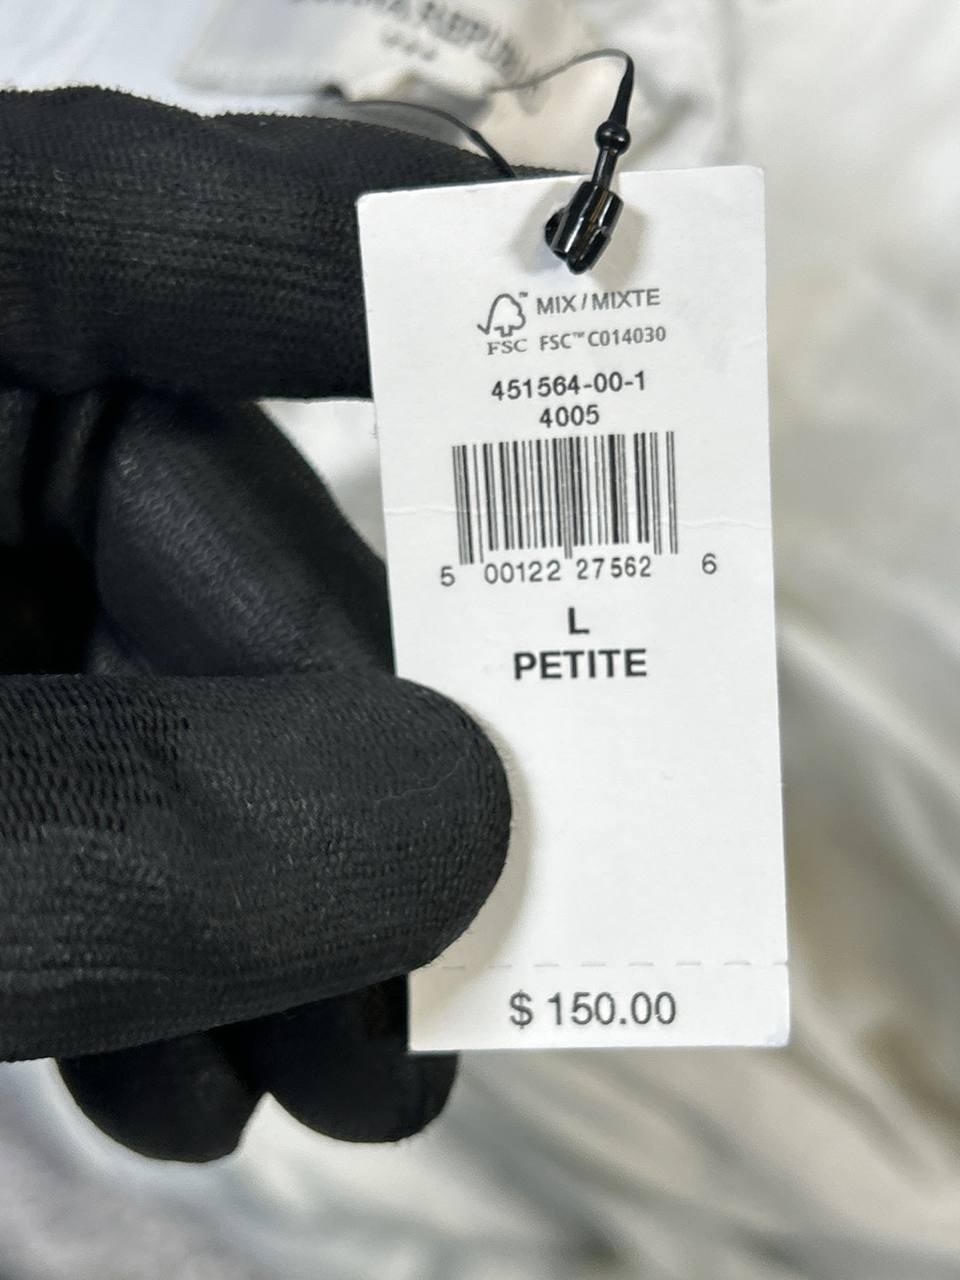 MIX / MIXTE
FSC FSC™ C014030
451564-00-1
4005
5 00122 27562 6
L
PETITE
$ 150.00